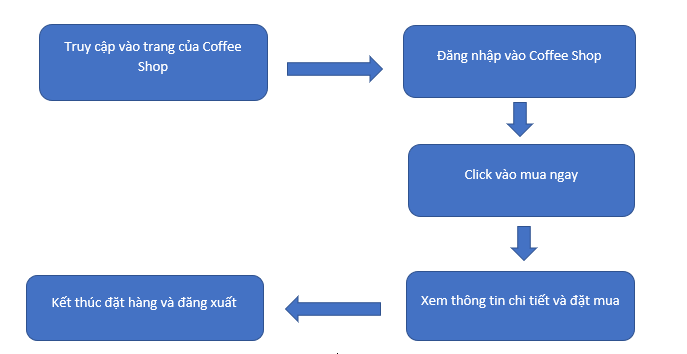 Truy cập vào trang của Coffee
Shop
Đăng nhập vào Coffee Shop
Click vào mua ngay
Xem thông tin chi tiết và đặt mua
Kết thúc đặt hàng và đăng xuất